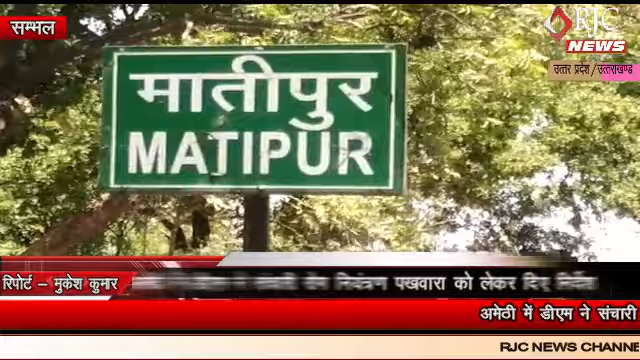 सम्भल
RJC
NEWS
उत्तर प्रदेश/उत्तराखण्ड
मातीपुर
MATIPUR
रिपोर्ट – मुकेश कुमार
नियंत्रण पखवारा को लेकर दिए निर्देश
अमेठी में डीएम ने संचारी
RJC NEWS CHANNE